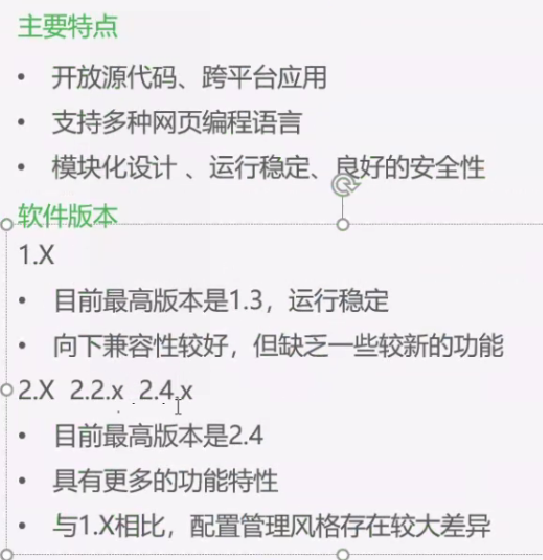 主要特点
• 开放源代码、跨平台应用
• 支持多种网页编程语言
• 模块化设计 、运行稳定、良好的安全性
软件版本
1.X
• 目前最高版本是1.3，运行稳定
• 向下兼容性较好，但缺乏一些较新的功能
2.X 2.2.x 2.4.x
• 目前最高版本是2.4
• 具有更多的功能特性
• 与1.X相比，配置管理风格存在较大差异